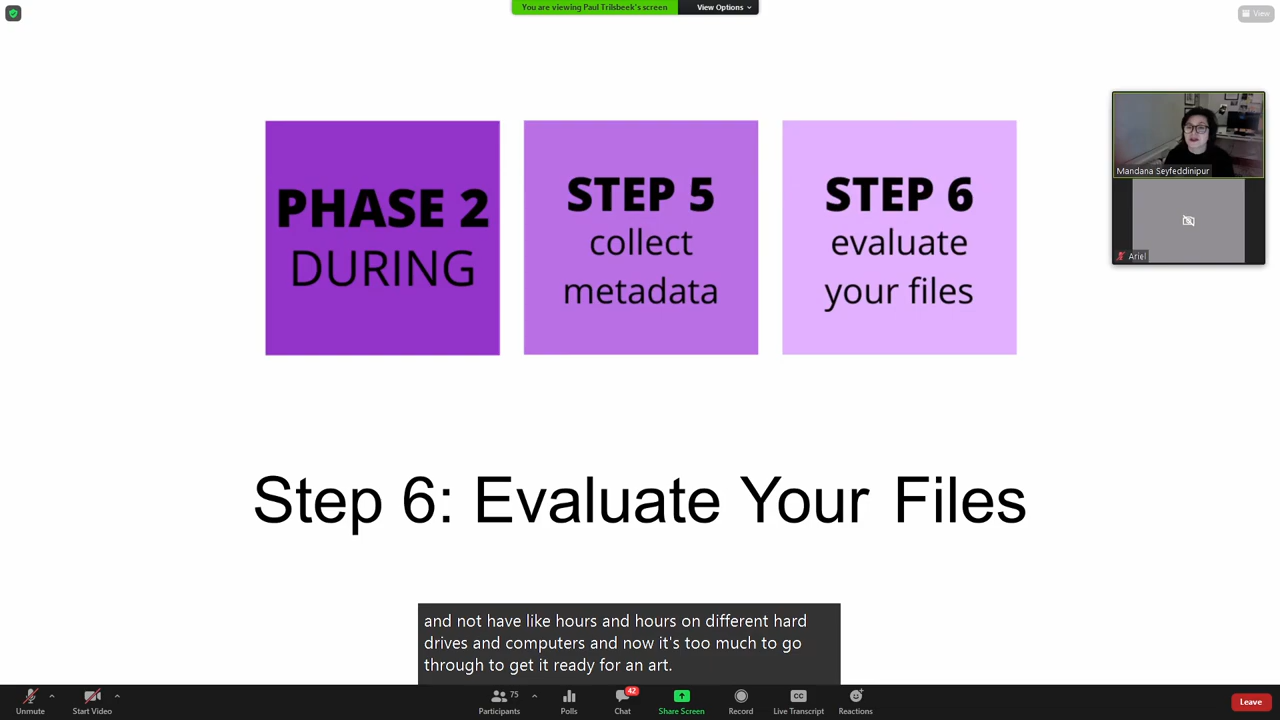 You are viewing Paul Trilsbeek's screen
View Options
View
PHASE 2
DURING
STEP 5
collect
metadata
STEP 6
evaluate
your files
Mandana Seyfeddinipur
Ariel
Step 6: Evaluate Your Files
and not have like hours and hours on different hard
drives and computers and now it's too much to go
through to get it ready for an art.
Unmute
Start Video
75
Participants
Polls
42
Chat
Share Screen
Record
CC
Live Transcript
Reactions
Leave